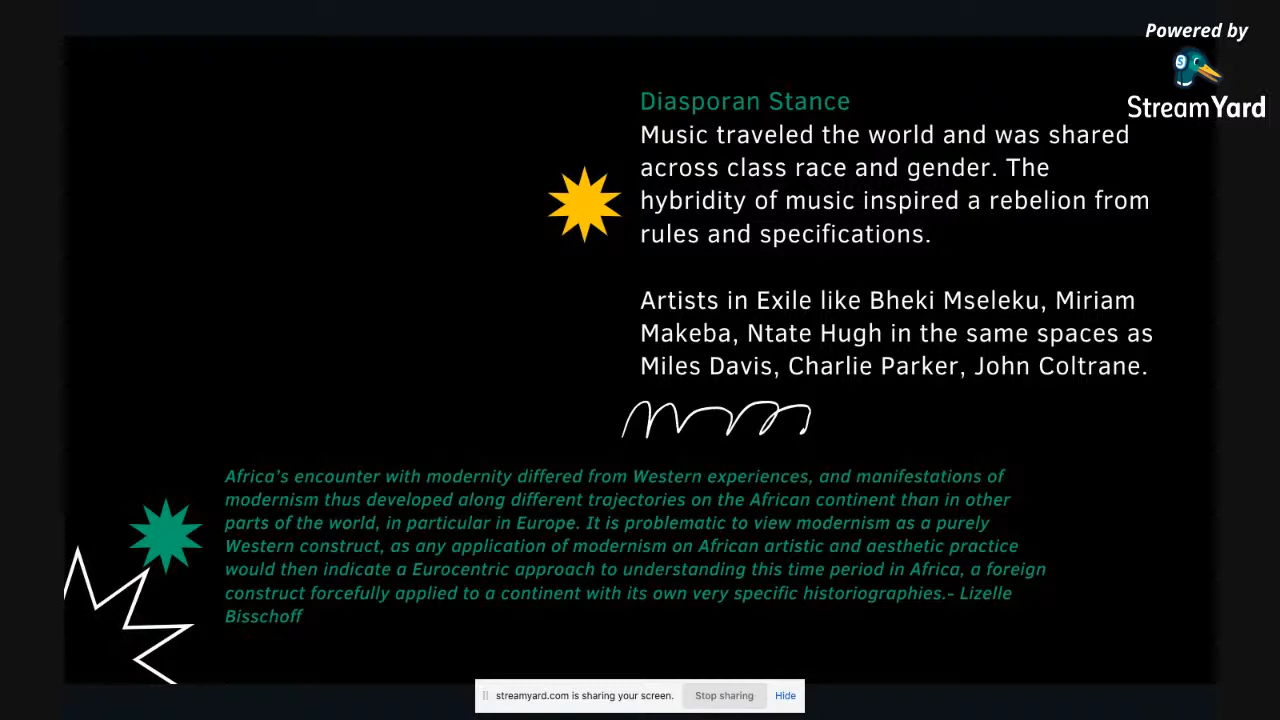 Powered by
StreamYard
Diasporan Stance
Music traveled the world and was shared
across class race and gender. The
hybridity of music inspired a rebelion from
rules and specifications.
Artists in Exile like Bheki Mseleku, Miriam
Makeba, Ntate Hugh in the same spaces as
Miles Davis, Charlie Parker, John Coltrane.
Africa's encounter with modernity differed from Western experiences, and manifestations of
modernism thus developed along different trajectories on the African continent than in other
parts of the world, in particular in Europe. It is problematic to view modernism as a purely
Western construct, as any application of modernism on African artistic and aesthetic practice
would then indicate a Eurocentric approach to understanding this time period in Africa, a foreign
construct forcefully applied to a continent with its own very specific historiographies.- Lizelle
Bisschoff
streamyard.com is sharing your screen. Stop sharing Hide